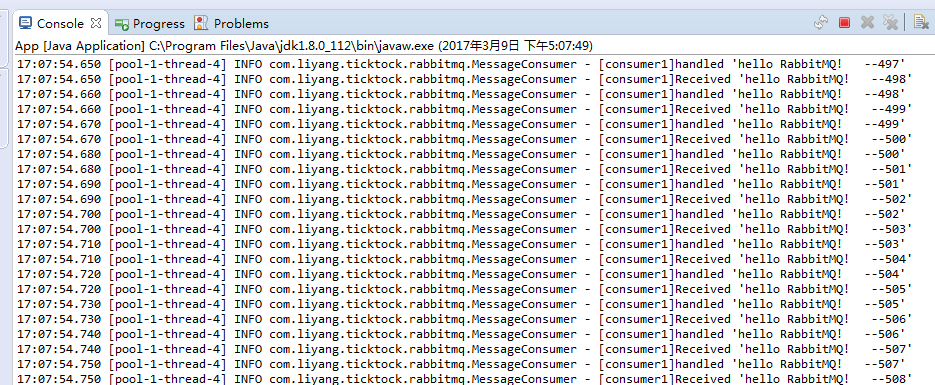 Console Progress Problems
App [Java Application] C:\Program Files\Java\jdk1.8.0_112\bin\javaw.exe (2017年3月9日 下午5:07:49)
17:07:54.650 [pool-1-thread-4] INFO com.liyang.ticktock.rabbitmq.MessageConsumer - [consumer1]handled 'hello RabbitMQ!   --497'
17:07:54.650 [pool-1-thread-4] INFO com.liyang.ticktock.rabbitmq.MessageConsumer - [consumer1]Received 'hello RabbitMQ!   --498'
17:07:54.660 [pool-1-thread-4] INFO com.liyang.ticktock.rabbitmq.MessageConsumer - [consumer1]handled 'hello RabbitMQ!   --498'
17:07:54.660 [pool-1-thread-4] INFO com.liyang.ticktock.rabbitmq.MessageConsumer - [consumer1]Received 'hello RabbitMQ!   --499'
17:07:54.670 [pool-1-thread-4] INFO com.liyang.ticktock.rabbitmq.MessageConsumer - [consumer1]handled 'hello RabbitMQ!   --499'
17:07:54.670 [pool-1-thread-4] INFO com.liyang.ticktock.rabbitmq.MessageConsumer - [consumer1]Received 'hello RabbitMQ!   --500'
17:07:54.680 [pool-1-thread-4] INFO com.liyang.ticktock.rabbitmq.MessageConsumer - [consumer1]handled 'hello RabbitMQ!   --500'
17:07:54.680 [pool-1-thread-4] INFO com.liyang.ticktock.rabbitmq.MessageConsumer - [consumer1]Received 'hello RabbitMQ!   --501'
17:07:54.690 [pool-1-thread-4] INFO com.liyang.ticktock.rabbitmq.MessageConsumer - [consumer1]handled 'hello RabbitMQ!   --501'
17:07:54.690 [pool-1-thread-4] INFO com.liyang.ticktock.rabbitmq.MessageConsumer - [consumer1]Received 'hello RabbitMQ!   --502'
17:07:54.700 [pool-1-thread-4] INFO com.liyang.ticktock.rabbitmq.MessageConsumer - [consumer1]handled 'hello RabbitMQ!   --502'
17:07:54.700 [pool-1-thread-4] INFO com.liyang.ticktock.rabbitmq.MessageConsumer - [consumer1]Received 'hello RabbitMQ!   --503'
17:07:54.710 [pool-1-thread-4] INFO com.liyang.ticktock.rabbitmq.MessageConsumer - [consumer1]handled 'hello RabbitMQ!   --503'
17:07:54.710 [pool-1-thread-4] INFO com.liyang.ticktock.rabbitmq.MessageConsumer - [consumer1]Received 'hello RabbitMQ!   --504'
17:07:54.720 [pool-1-thread-4] INFO com.liyang.ticktock.rabbitmq.MessageConsumer - [consumer1]handled 'hello RabbitMQ!   --504'
17:07:54.720 [pool-1-thread-4] INFO com.liyang.ticktock.rabbitmq.MessageConsumer - [consumer1]Received 'hello RabbitMQ!   --505'
17:07:54.730 [pool-1-thread-4] INFO com.liyang.ticktock.rabbitmq.MessageConsumer - [consumer1]handled 'hello RabbitMQ!   --505'
17:07:54.730 [pool-1-thread-4] INFO com.liyang.ticktock.rabbitmq.MessageConsumer - [consumer1]Received 'hello RabbitMQ!   --506'
17:07:54.740 [pool-1-thread-4] INFO com.liyang.ticktock.rabbitmq.MessageConsumer - [consumer1]handled 'hello RabbitMQ!   --506'
17:07:54.740 [pool-1-thread-4] INFO com.liyang.ticktock.rabbitmq.MessageConsumer - [consumer1]Received 'hello RabbitMQ!   --507'
17:07:54.750 [pool-1-thread-4] INFO com.liyang.ticktock.rabbitmq.MessageConsumer - [consumer1]handled 'hello RabbitMQ!   --507'
17:07:54.750 [pool-1-thread-4] INFO com.liyang.ticktock.rabbitmq.MessageConsumer - [consumer1]Received 'hello RabbitMQ!   --508'